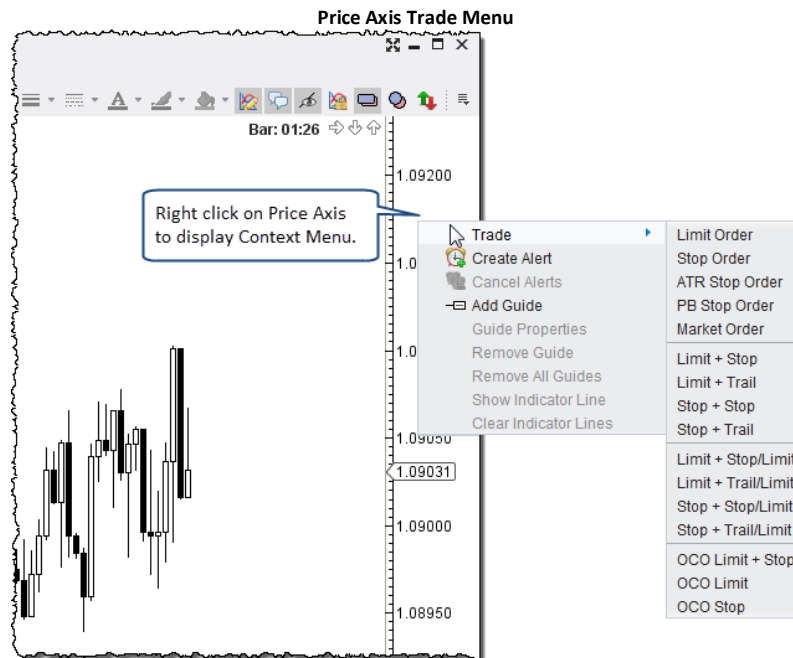 Price Axis Trade Menu
A
Bar: 01:26
1.09200
Right click on Price Axis
to display Context Menu.
Trade
Create Alert
Cancel Alerts
Add Guide
Guide Properties
Remove Guide
Remove All Guides
Show Indicator Line
Clear Indicator Lines
Limit Order
Stop Order
ATR Stop Order
PB Stop Order
Market Order
Limit + Stop
Limit + Trail
Stop + Stop
Stop + Trail
Limit + Stop/Limit
Limit + Trail/Limit
Stop + Stop/Limit
Stop + Trail/Limit
OCO Limit + Stop
OCO Limit
OCO Stop
1.0
1.0
1.09050
1.09031
1.09000
1.08950